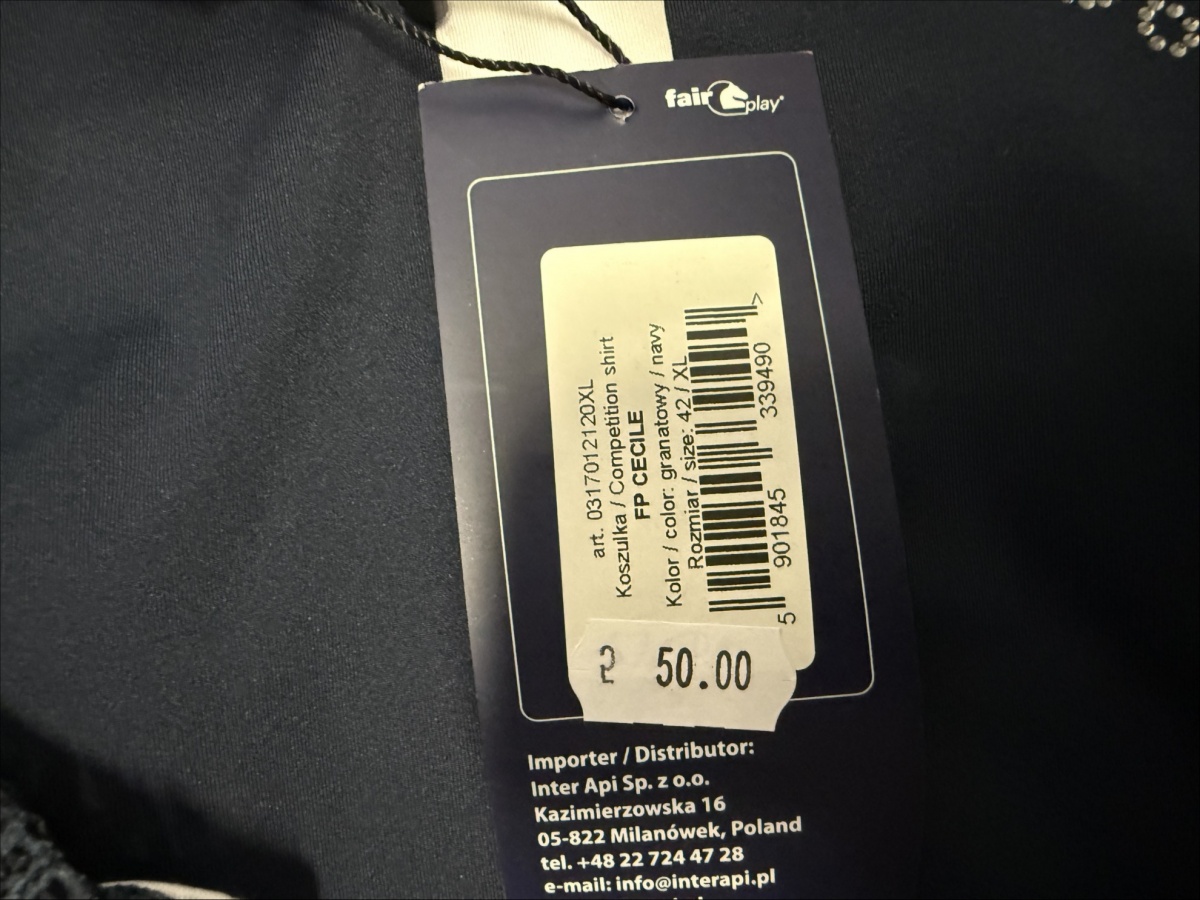 fair play®
art. 0317012120XL
Koszulka / Competition shirt
FP CECILE
Kolor / color: granatowy / navy
Rozmiar / size: 42 / XL
5 901845 339490 >
50.00
Importer / Distributor:
Inter Api Sp. z o.o.
Kazimierzowska 16
05-822 Milanówek, Poland
tel. +48 22 724 47 28
e-mail: info@interapi.pl